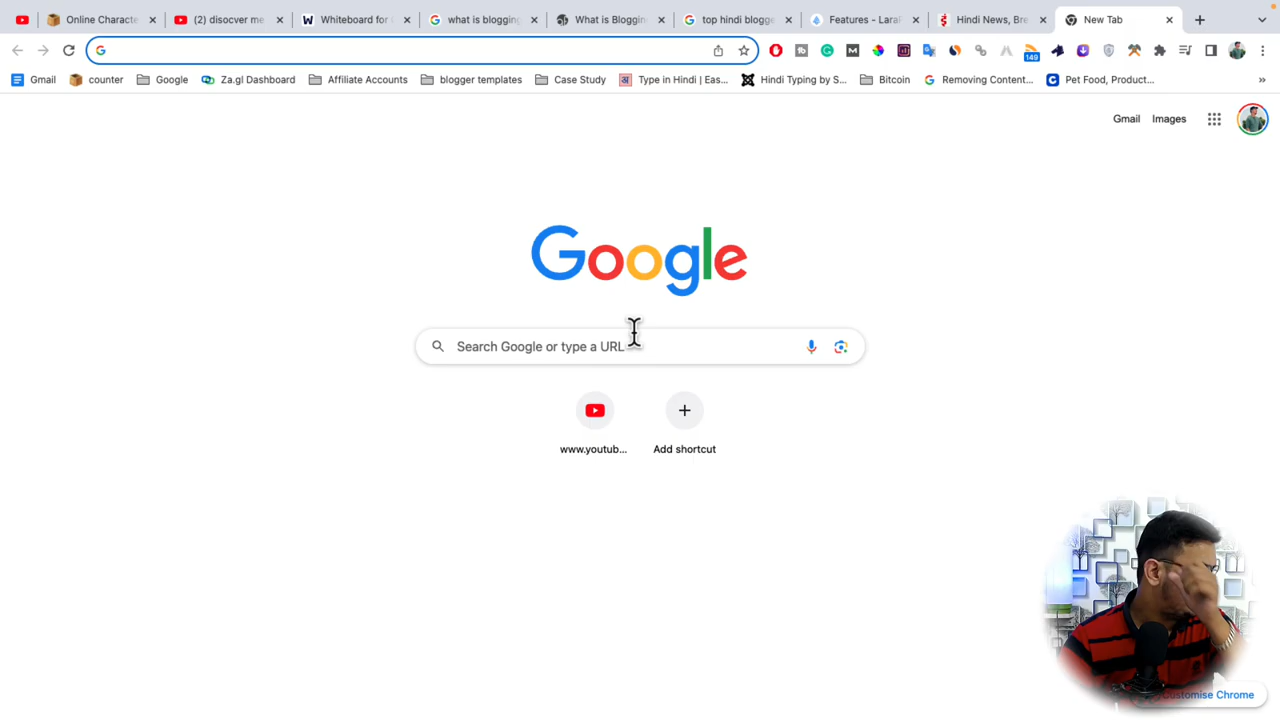 Online Characte
(2) disocver me
Whiteboard for
what is blogging
What is Bloggin
top hindi blogge
Features - LaraF
Hindi News, Bre
New Tab
149
Gmail
counter
Google
Za.gl Dashboard
Affiliate Accounts
blogger templates
Case Study
Type in Hindi | Eas...
Hindi Typing by S...
Bitcoin
Removing Content...
Pet Food, Product...
Gmail
Images
Google
Search Google or type a URL
www.youtub...
Add shortcut
Customise Chrome